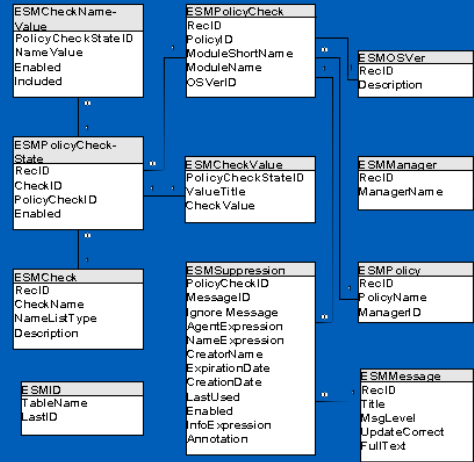 ESMCheckName-
Value
PolicyCheckStateID
NameValue
Enabled
Included
ESMPolicyCheck
RecID
PolicyID
ModuleShortName
ModuleName
OSVerID
ESMOSVer
RecID
Description
ESMPolicyCheck-
State
RecID
CheckID
PolicyCheckID
Enabled
ESMCheckValue
PolicyCheckStateID
ValueTitle
CheckValue
ESMManager
RecID
ManagerName
ESMCheck
RecID
CheckName
NameListType
Description
ESMSuppression
PolicyCheckID
MessageID
Ignore Message
AgentExpression
NameExpression
CreatorName
ExpirationDate
CreationDate
LastUsed
Enabled
InfoExpression
Annotation
ESMPolicy
RecID
PolicyName
ManagerID
ESMID
TableName
LastID
ESMMessage
RecID
Title
MsgLevel
UpdateCorrect
FullText